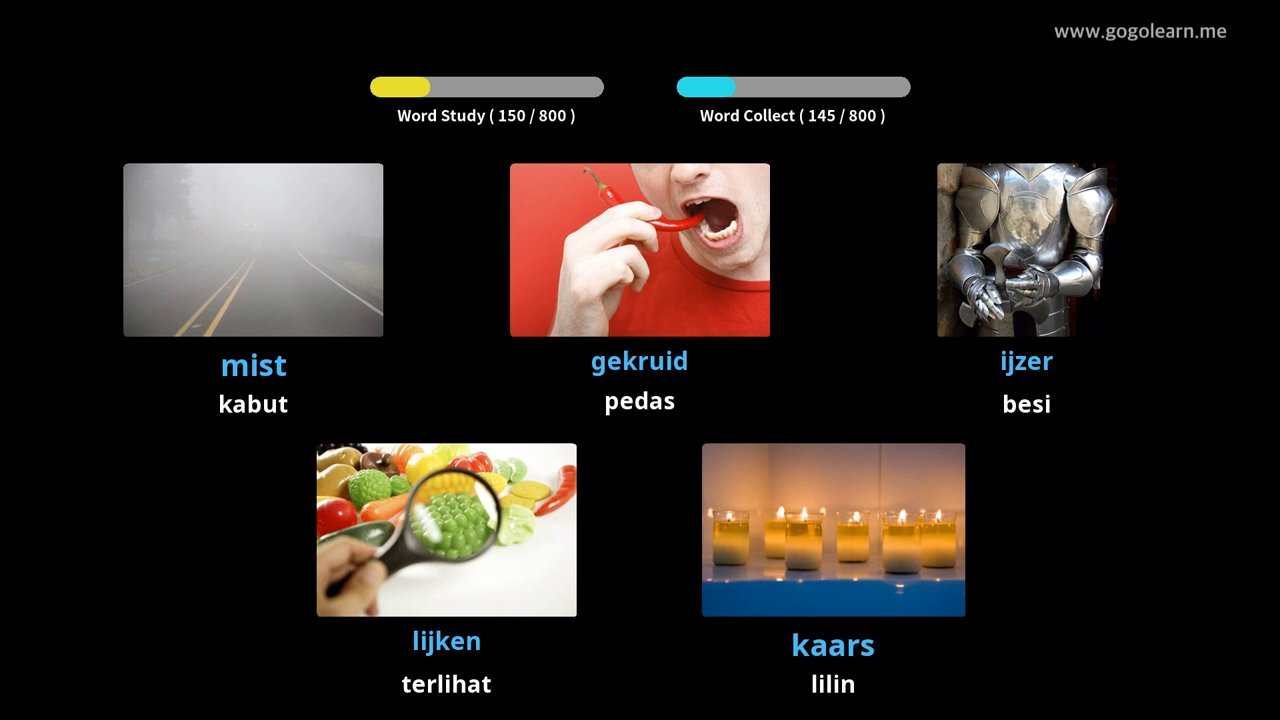 www.gogolearn.me
Word Study ( 150 / 800 )
Word Collect ( 145 / 800 )
mist
kabut
gekruid
pedas
ijzer
besi
lijken
terlihat
kaars
lilin